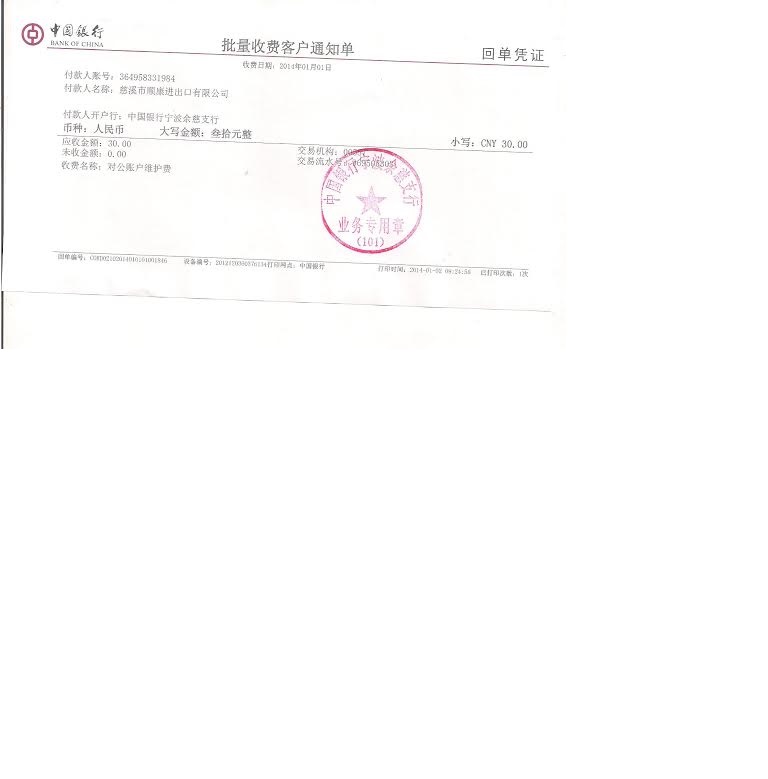 中国银行
BANK OF CHINA
批量收费客户通知单
回单凭证
收费日期：2014年01月01日
付款人账号：364958331984
付款人名称：慈溪市顺康进出口有限公司
付款人开户行：中国银行宁波余慈支行
币种：人民币 大写金额：叁拾元整 小写：CNY 30.00
应收金额：30.00 交易机构：
未收金额：0.00 交易流水号：
收费名称：对公账户维护费
中国银行宁波余慈支行
业务专用章
(101)
回单编号： 设备编号： 打印网点：中国银行 打印时间：2014-01-02 已打印次数：1次